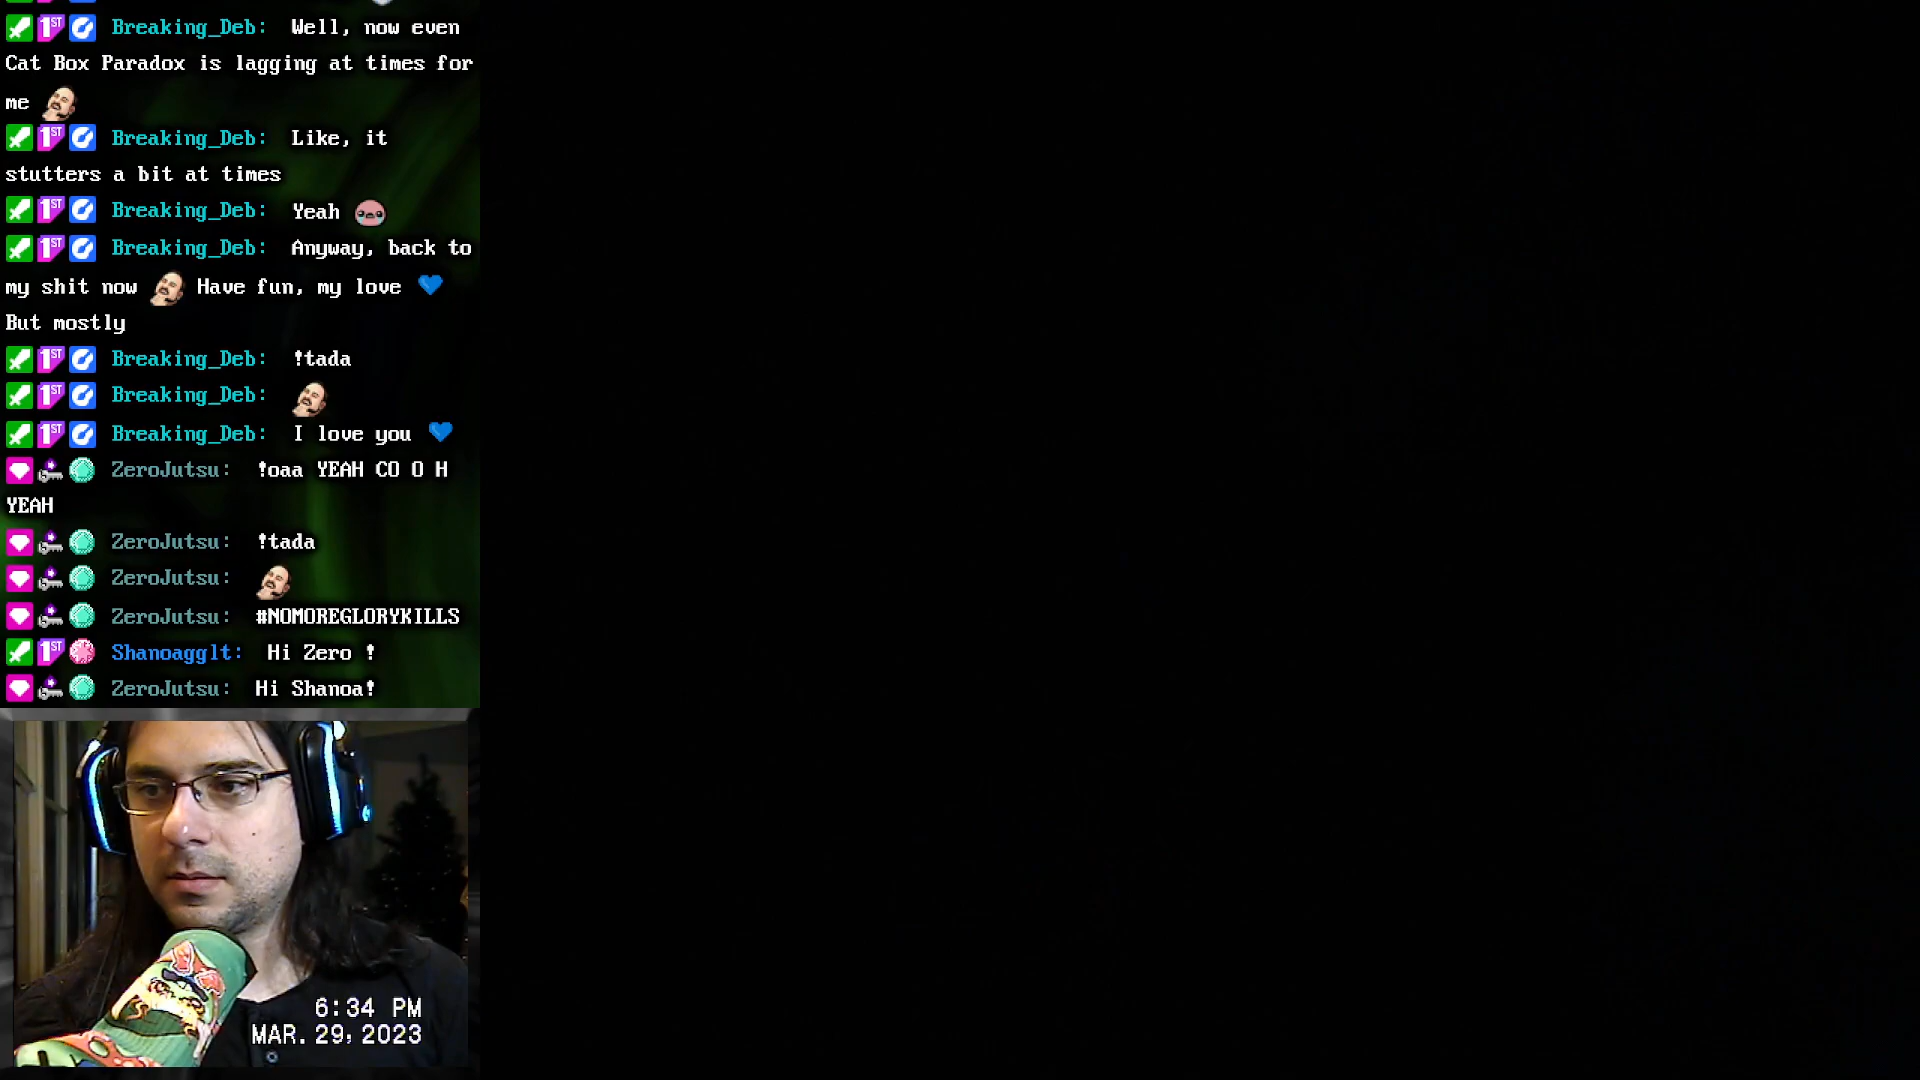 Breaking_Deb: Well, now even
Cat Box Paradox is lagging at times for
me
Breaking_Deb: Like, it
stutters a bit at times
Breaking_Deb: Yeah
Breaking_Deb: Anyway, back to
my shit now Have fun, my love
But mostly
Breaking_Deb: !tada
Breaking_Deb:
Breaking_Deb: I love you
ZeroJutsu: !oaa YEAH CO O H
YEAH
ZeroJutsu: !tada
ZeroJutsu:
ZeroJutsu: #NOMOREGLORYKILLS
Shanoagglt: Hi Zero !
ZeroJutsu: Hi Shanoa!
6:34 PM
MAR. 29, 2023